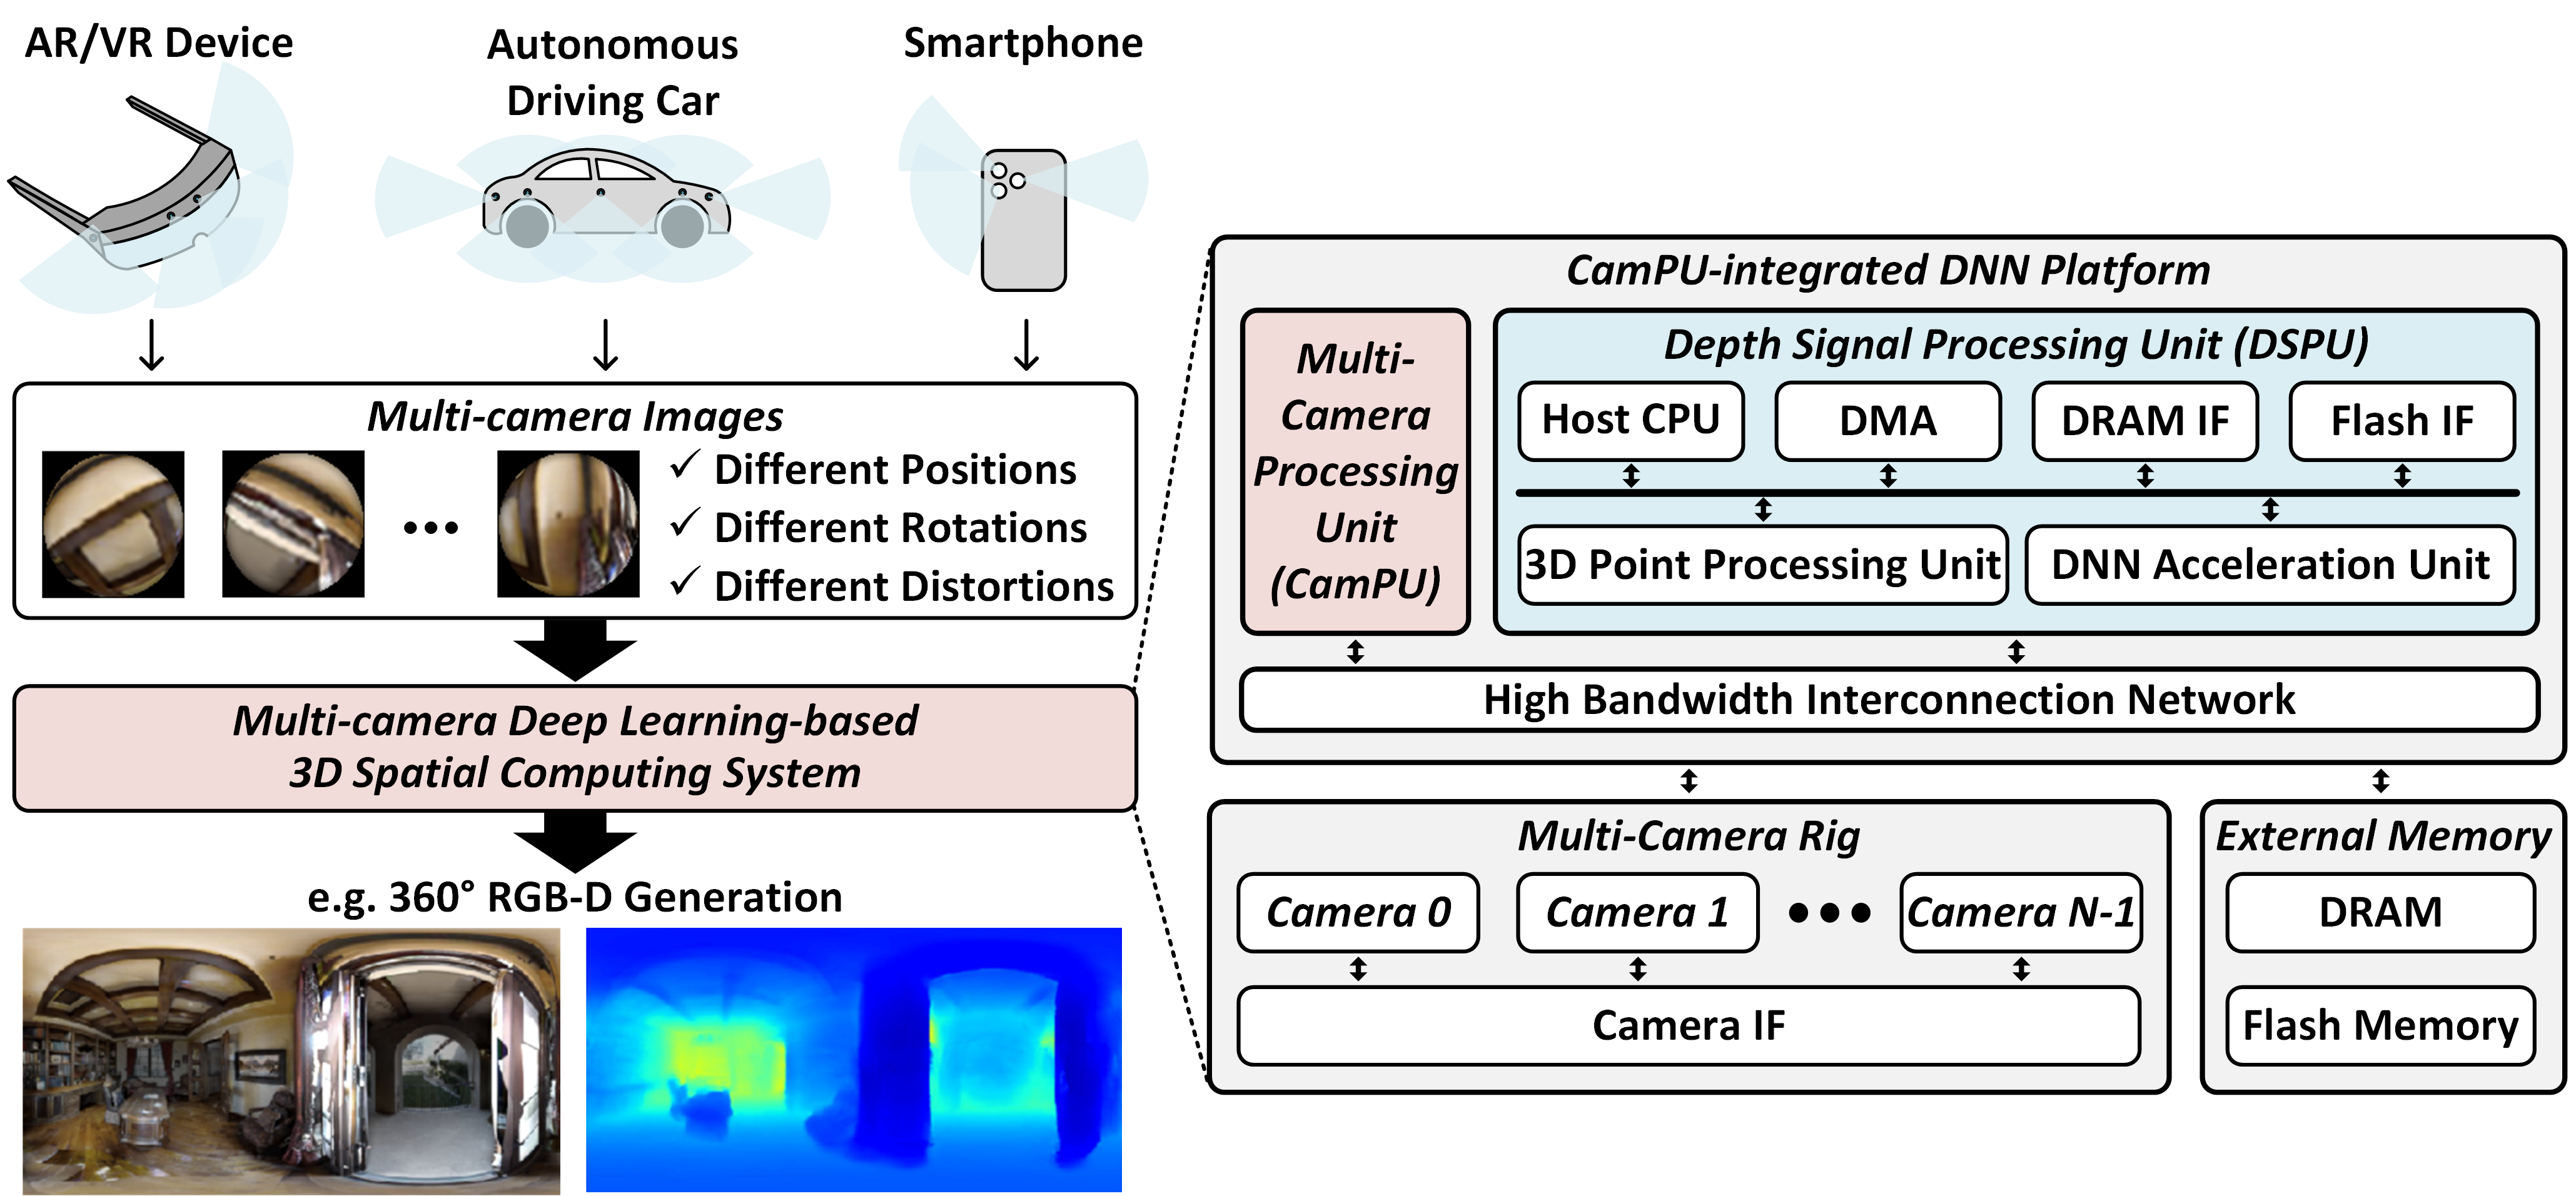 AR/VR Device
Autonomous
Driving Car
Smartphone
Multi-camera Images
✓ Different Positions
✓ Different Rotations
✓ Different Distortions
Multi-camera Deep Learning-based
3D Spatial Computing System
e.g. 360° RGB-D Generation
CamPU-integrated DNN Platform
Multi-
Camera
Processing
Unit
(CamPU)
Depth Signal Processing Unit (DSPU)
Host CPU
DMA
DRAM IF
Flash IF
3D Point Processing Unit
DNN Acceleration Unit
High Bandwidth Interconnection Network
Multi-Camera Rig
Camera 0
Camera 1
Camera N-1
Camera IF
External Memory
DRAM
Flash Memory